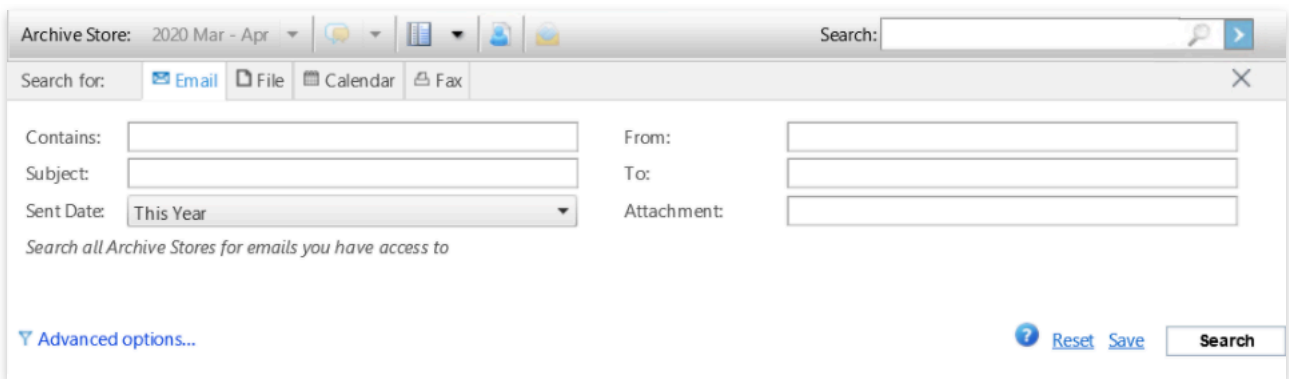 Archive Store: 2020 Mar - Apr Search:
Search for: Email File Calendar Fax
Contains: From:
Subject: To:
Sent Date: This Year Attachment:
Search all Archive Stores for emails you have access to
Advanced options... ? Reset Save Search